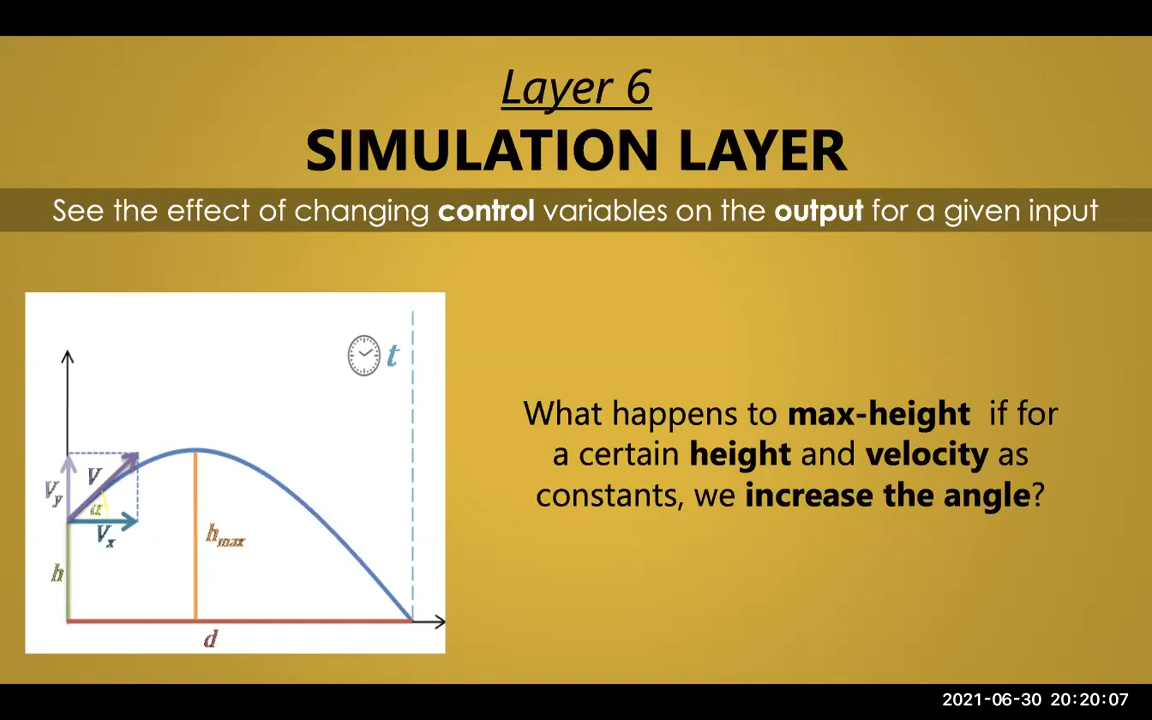 Layer 6
SIMULATION LAYER
See the effect of changing control variables on the output for a given input
t
V
Vy
α
Vx
h
hmax
d
What happens to max-height if for
a certain height and velocity as
constants, we increase the angle?
2021-06-30 20:20:07